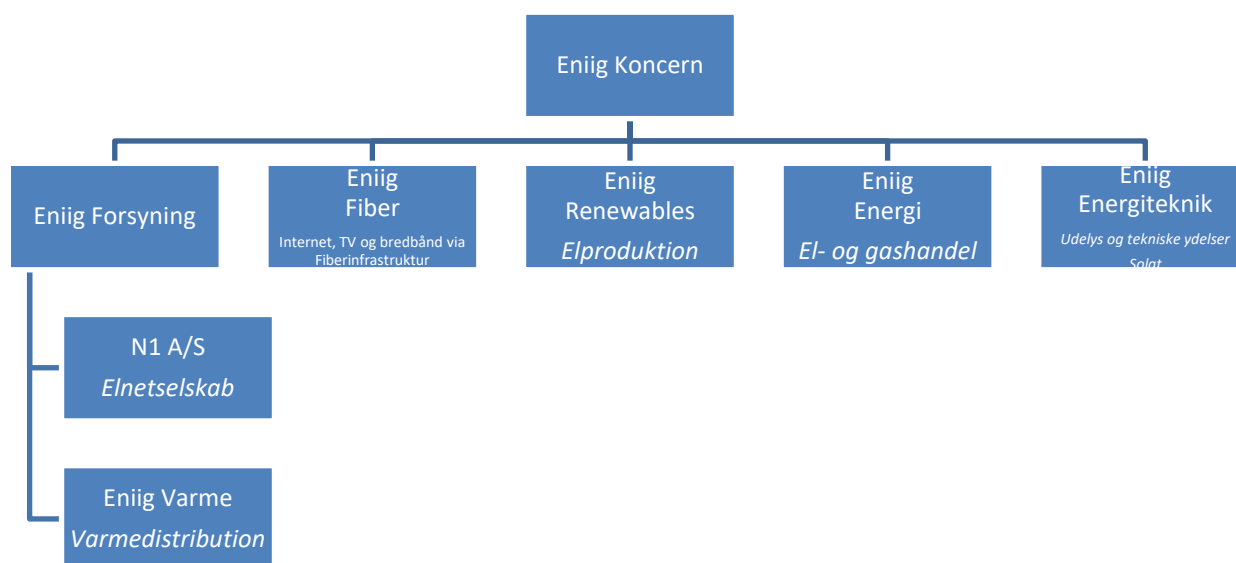 Eniig Koncern
Eniig Forsyning
Eniig
Fiber
Internet, TV og bredbånd via
Fiberinfrastruktur
Eniig
Renewables
Elproduktion
Eniig
Energi
El- og gashandel
Eniig
Energiteknik
Udelys og tekniske ydelser
N1 A/S
Elnetselskab
Eniig Varme
Varmedistribution